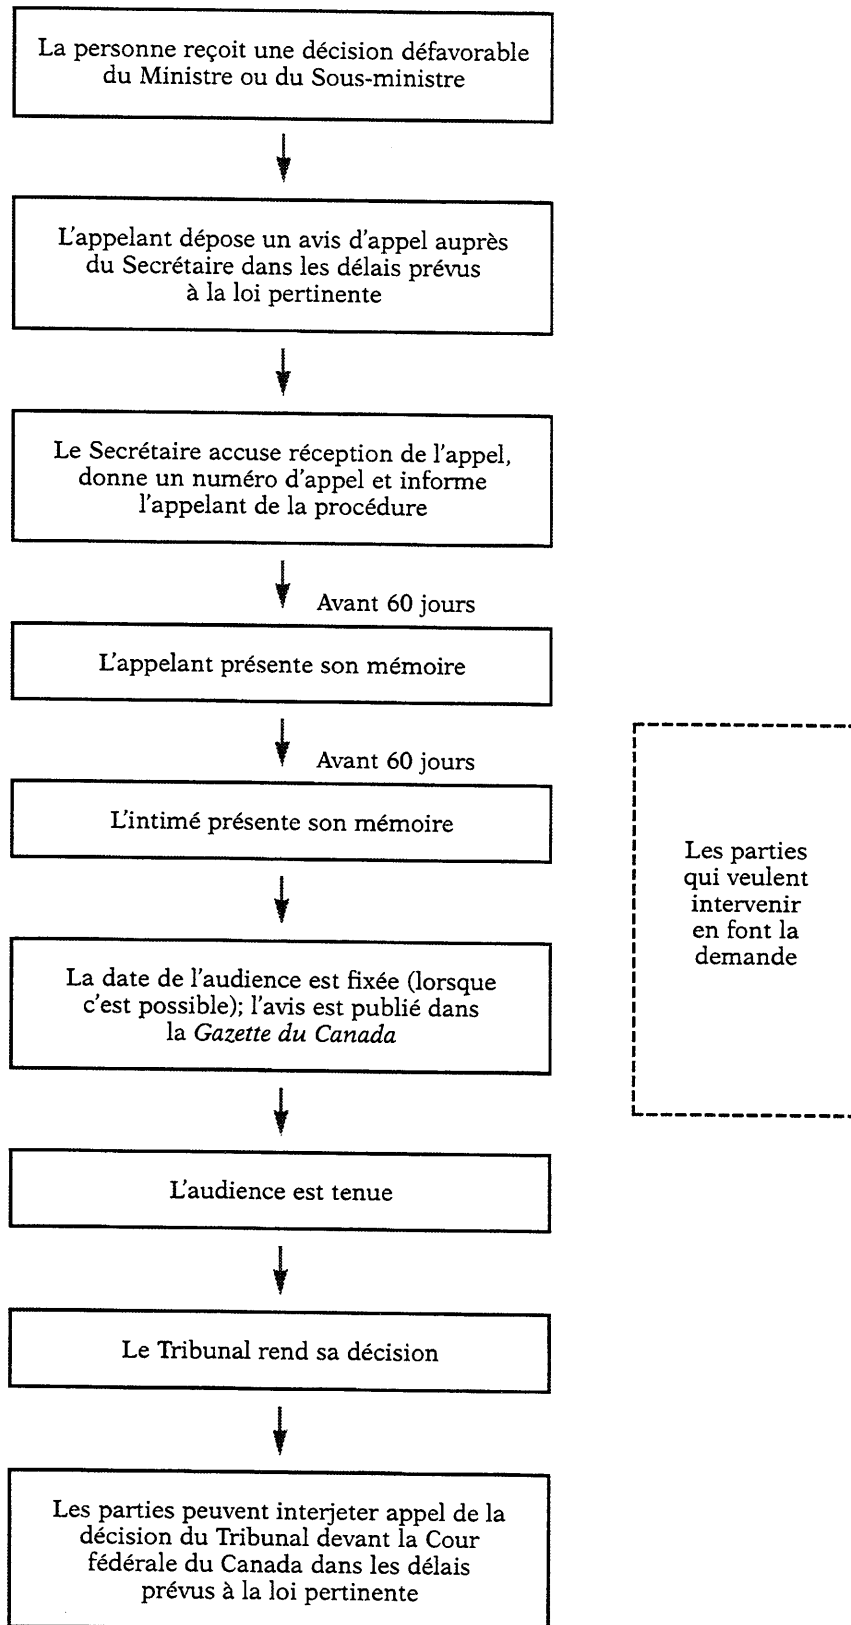 La personne reçoit une décision défavorable
du Ministre ou du Sous-ministre
L'appelant dépose un avis d'appel auprès
du Secrétaire dans les délais prévus
à la loi pertinente
Le Secrétaire accuse réception de l'appel,
donne un numéro d'appel et informe
l'appelant de la procédure
Avant 60 jours
L'appelant présente son mémoire
Avant 60 jours
L'intimé présente son mémoire
Les parties
qui veulent
intervenir
en font la
demande
La date de l'audience est fixée (lorsque
c'est possible); l'avis est publié dans
la Gazette du Canada
L'audience est tenue
Le Tribunal rend sa décision
Les parties peuvent interjeter appel de la
décision du Tribunal devant la Cour
fédérale du Canada dans les délais
prévus à la loi pertinente